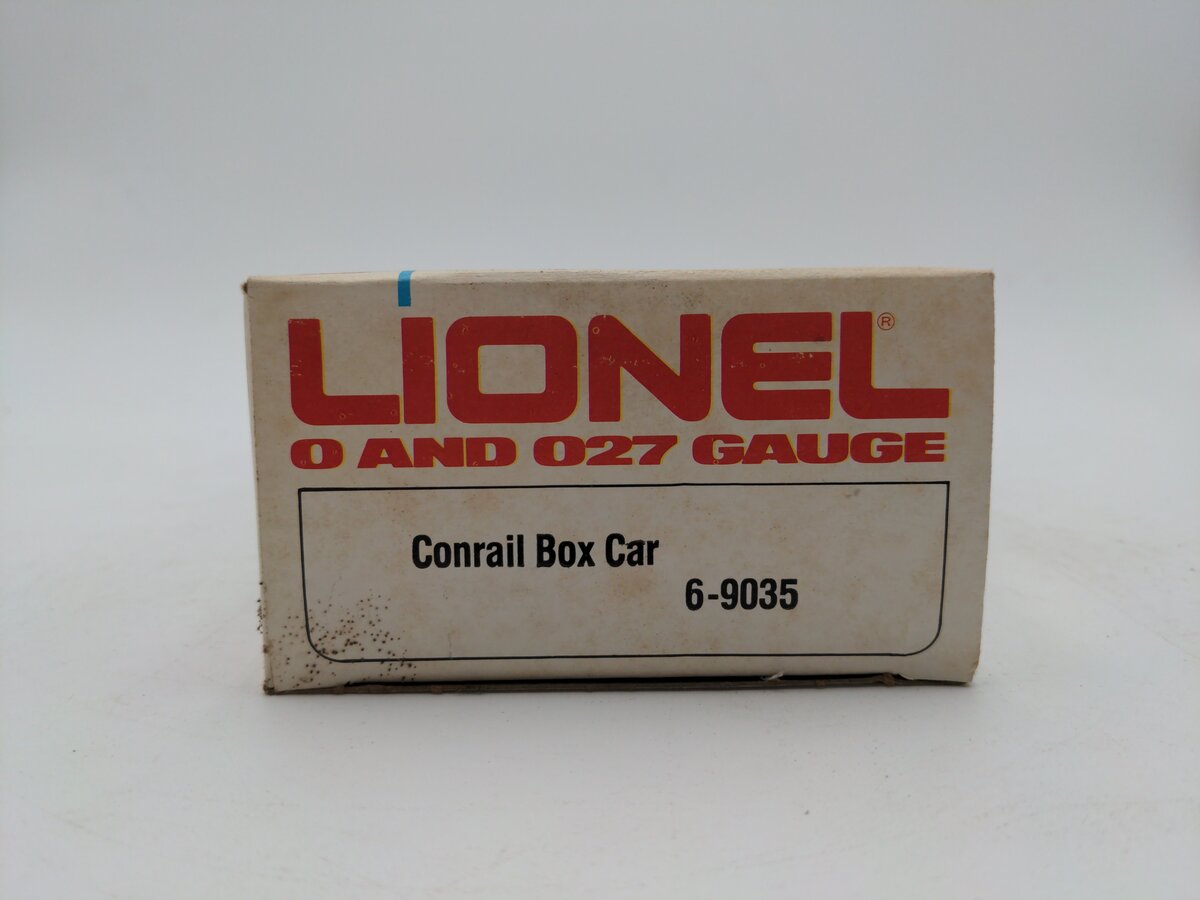 LIONEL®
O AND O27 GAUGE
Conrail Box Car
6-9035